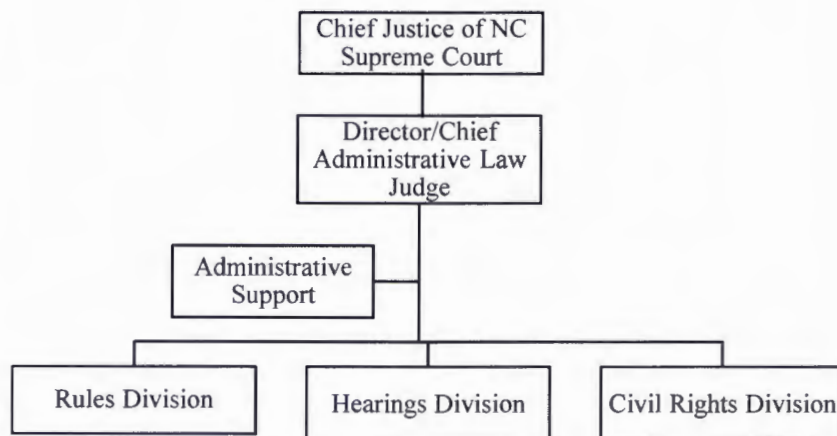 Chief Justice of NC
Supreme Court
Director/Chief
Administrative Law
Judge
Administrative
Support
Rules Division
Hearings Division
Civil Rights Division